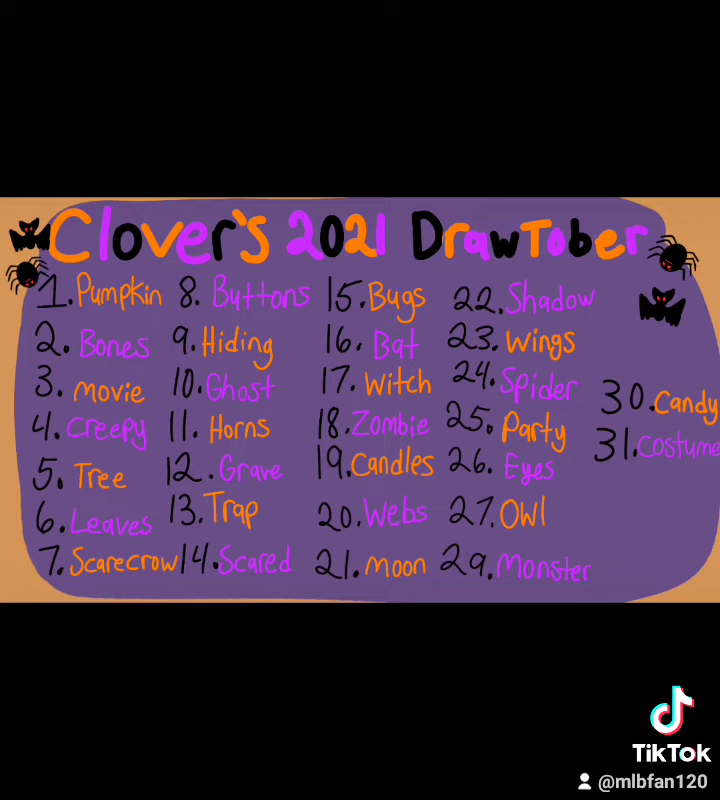 Clover's 2021 DrawTober
1. Pumpkin
2. Bones
3. movie
4. creepy
5. Tree
6. Leaves
7. Scarecrow
8. Buttons
9. Hiding
10. Ghost
11. Horns
12. Grave
13. Trap
14. Scared
15. Bugs
16. Bat
17. Witch
18. Zombie
19. Candles
20. Webs
21. moon
22. Shadow
23. Wings
24. Spider
25. Party
26. Eyes
27. Owl
29. Monster
30. Candy
31. costume
TikTok
@mlbfan120